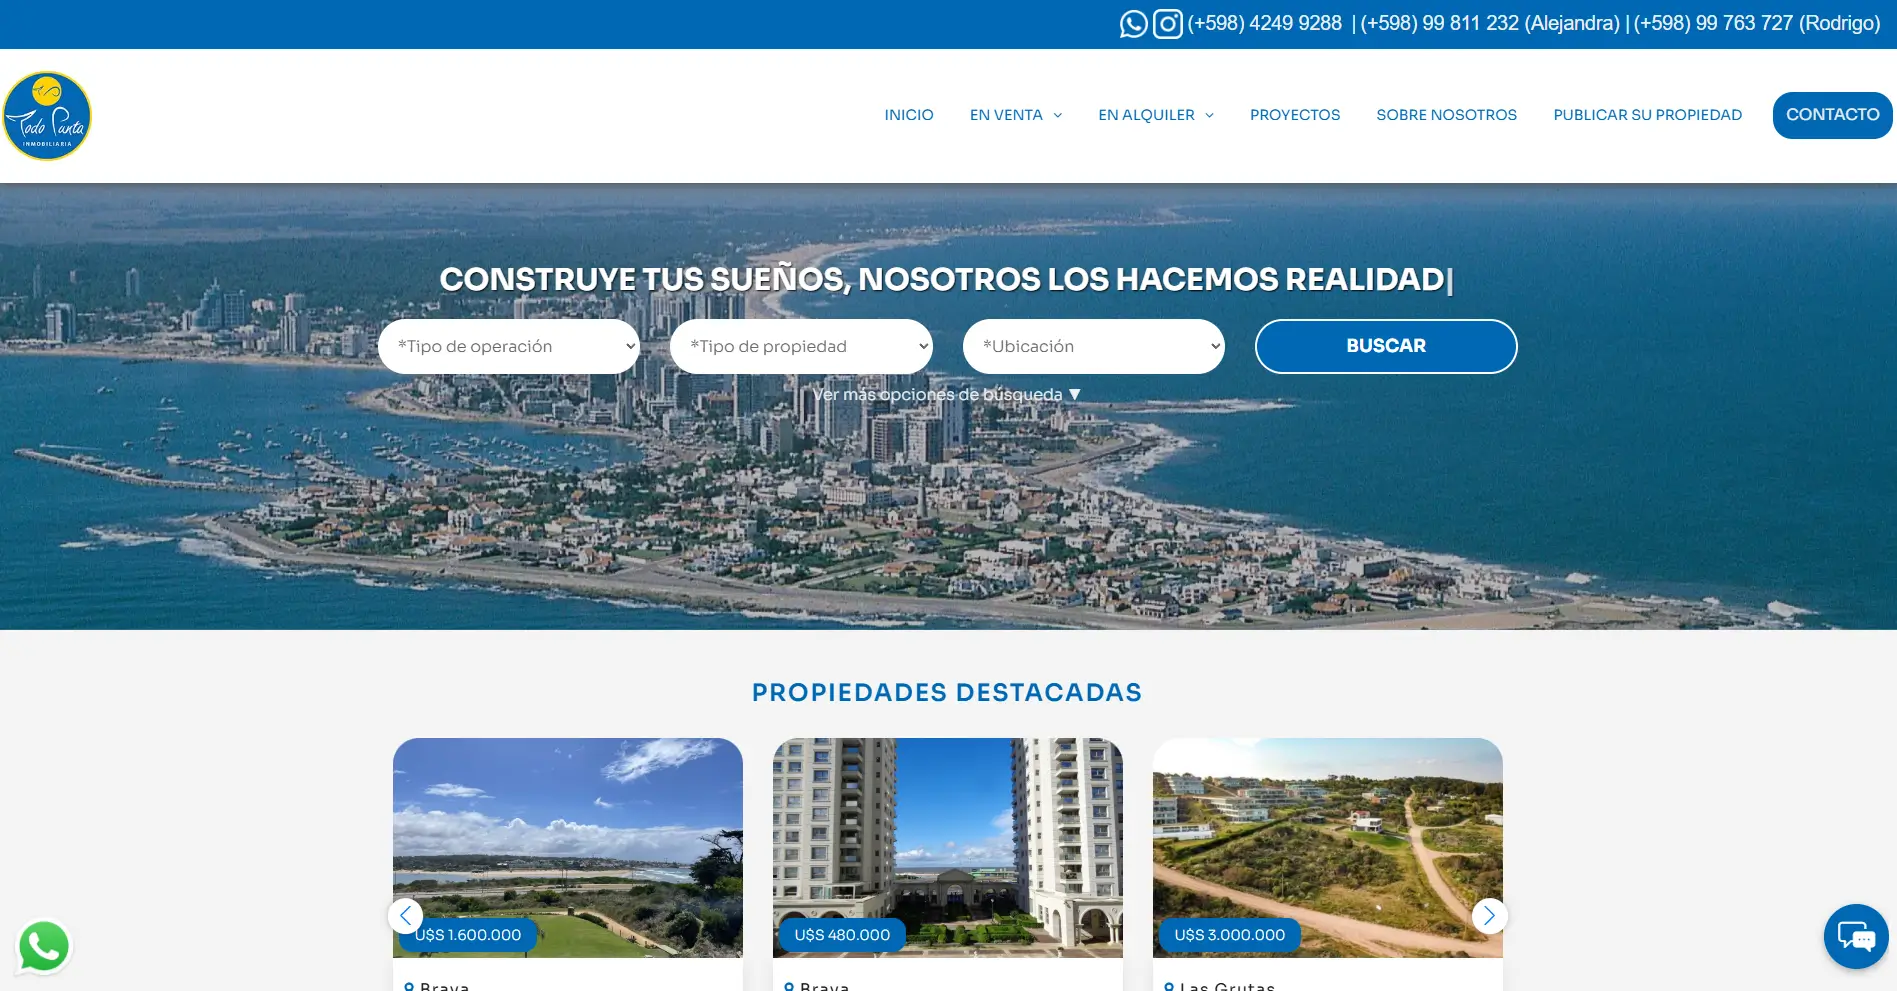 (+598) 4249 9288 | (+598) 99 811 232 (Alejandra) | (+598) 99 763 727 (Rodrigo)
Todo Punta
INMOBILIARIA
INICIO EN VENTA EN ALQUILER PROYECTOS SOBRE NOSOTROS PUBLICAR SU PROPIEDAD CONTACTO
CONSTRUYE TUS SUEÑOS, NOSOTROS LOS HACEMOS REALIDAD|
*Tipo de operación *Tipo de propiedad *Ubicación BUSCAR
Ver más opciones de búsqueda ▼
PROPIEDADES DESTACADAS
U$S 1.600.000 U$S 480.000 U$S 3.000.000
Brava Brava Las Grutas